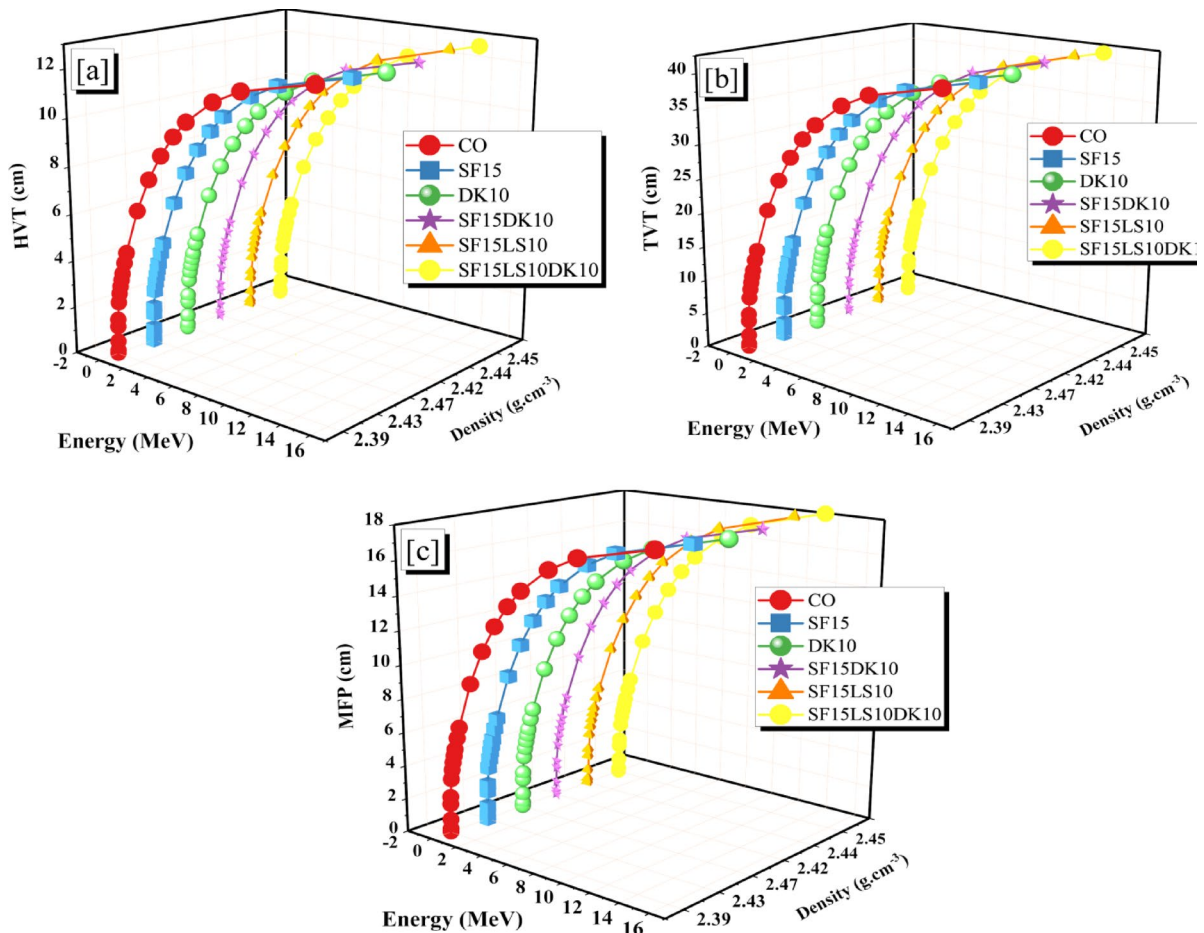 [a]
HVT (cm)
12
10
8
6
4
2
0
-2
0
2
4
6
8
10
12
14
16
Energy (MeV)
2.39
2.43
2.47
2.42
2.44
2.45
Density (g.cm-3)
CO
SF15
DK10
SF15DK10
SF15LS10
SF15LS10DK10
[b]
TVT (cm)
40
35
30
25
20
15
10
5
0
-2
0
2
4
6
8
10
12
14
16
Energy (MeV)
2.39
2.43
2.47
2.42
2.44
2.45
Density (g.cm-3)
CO
SF15
DK10
SF15DK10
SF15LS10
SF15LS10DK1
[c]
MFP (cm)
18
16
14
12
10
8
6
4
2
0
-2
0
2
4
6
8
10
12
14
16
Energy (MeV)
2.39
2.43
2.47
2.42
2.44
2.45
Density (g.cm-3)
CO
SF15
DK10
SF15DK10
SF15LS10
SF15LS10DK10